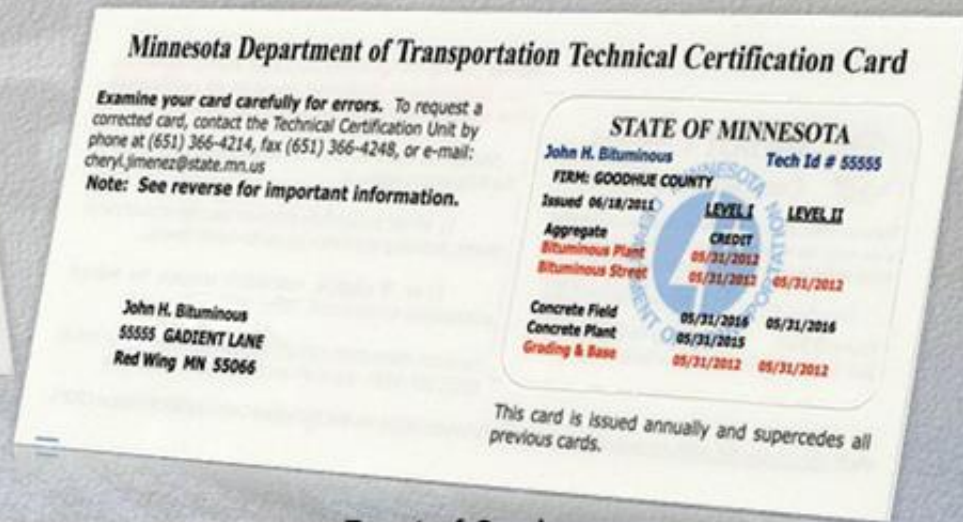 Minnesota Department of Transportation Technical Certification Card
Examine your card carefully for errors. To request a
corrected card, contact the Technical Certification Unit by
phone at (651) 366-4214, fax (651) 366-4248, or e-mail:
cheryl.jimenez@state.mn.us
Note: See reverse for important information.
John H. Bituminous
55555 GADIENT LANE
Red Wing MN 55066
STATE OF MINNESOTA
John H. Bituminous Tech Id # 55555
FIRM: GOODHUE COUNTY
Issued 06/18/2011 LEVEL I LEVEL II
Aggregate CREDIT
Bituminous Plant 05/31/2012
Bituminous Street 05/31/2012 05/31/2012
Concrete Field 05/31/2016 05/31/2016
Concrete Plant 05/31/2015
Grading & Base 05/31/2012 05/31/2012
This card is issued annually and supercedes all
previous cards.